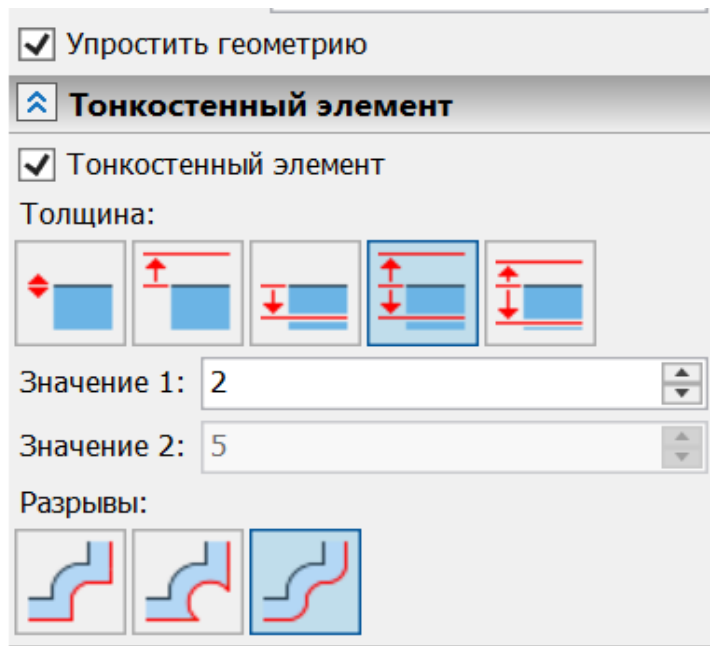 Упростить геометрию
Тонкостенный элемент
Тонкостенный элемент
Толщина:
Значение 1: 2
Значение 2: 5
Разрывы: